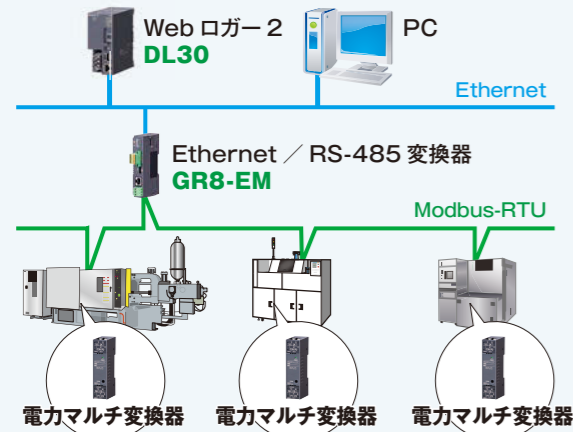 Web ロガー 2
DL30
PC
Ethernet
Ethernet ／ RS-485 変換器
GR8-EM
Modbus-RTU
電力マルチ変換器
電力マルチ変換器
電力マルチ変換器